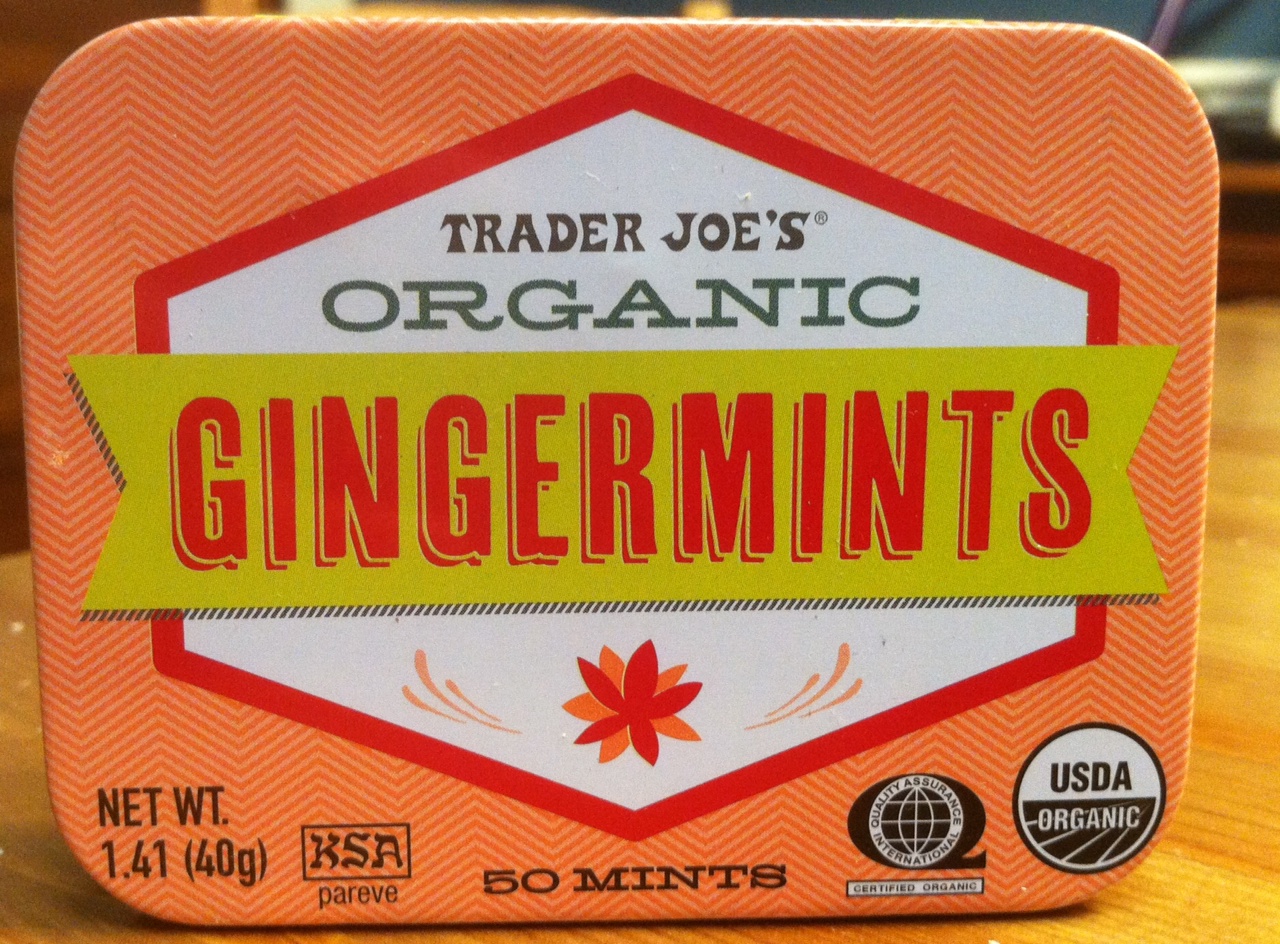 TRADER JOE'S®
ORGANIC
GINGERMINTS
NET WT.
1.41 (40g)
KSA
pareve
50 MINTS
QUALITY ASSURANCE
INTERNATIONAL
CERTIFIED ORGANIC
USDA
ORGANIC